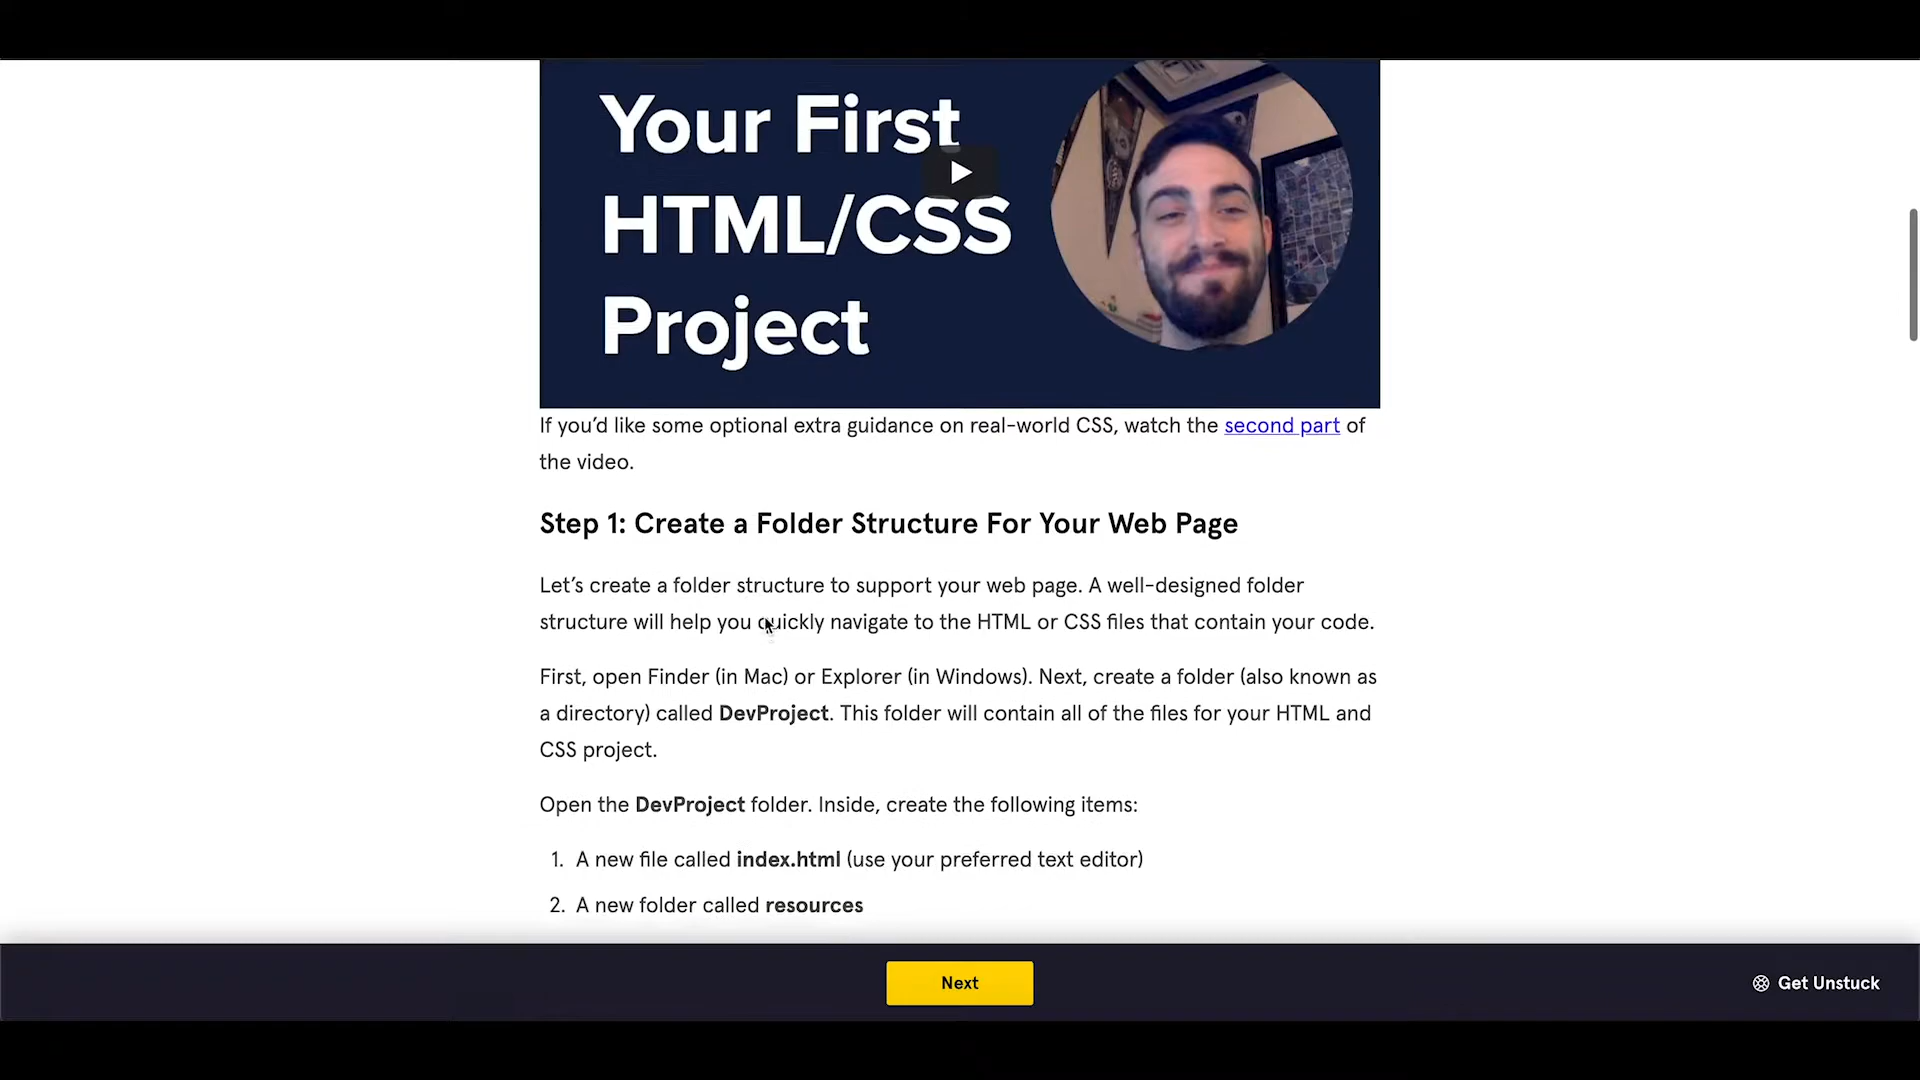 Your First
HTML/CSS
Project
If you’d like some optional extra guidance on real-world CSS, watch the second part of
the video.
Step 1: Create a Folder Structure For Your Web Page
Let’s create a folder structure to support your web page. A well-designed folder
structure will help you quickly navigate to the HTML or CSS files that contain your code.
First, open Finder (in Mac) or Explorer (in Windows). Next, create a folder (also known as
a directory) called DevProject. This folder will contain all of the files for your HTML and
CSS project.
Open the DevProject folder. Inside, create the following items:
1. A new file called index.html (use your preferred text editor)
2. A new folder called resources
Next
Get Unstuck